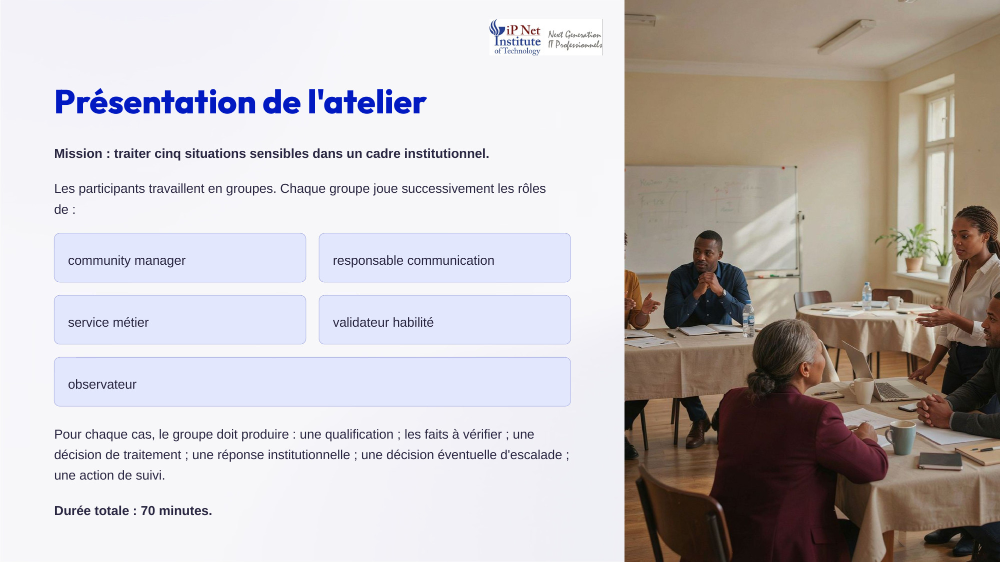 iP Net
Institute
of Technology
Next Generation
IT Professionnels
Présentation de l'atelier
Mission : traiter cinq situations sensibles dans un cadre institutionnel.
Les participants travaillent en groupes. Chaque groupe joue successivement les rôles
de :
community manager
responsable communication
service métier
validateur habilité
observateur
Pour chaque cas, le groupe doit produire : une qualification ; les faits à vérifier ; une
décision de traitement ; une réponse institutionnelle ; une décision éventuelle d'escalade ;
une action de suivi.
Durée totale : 70 minutes.